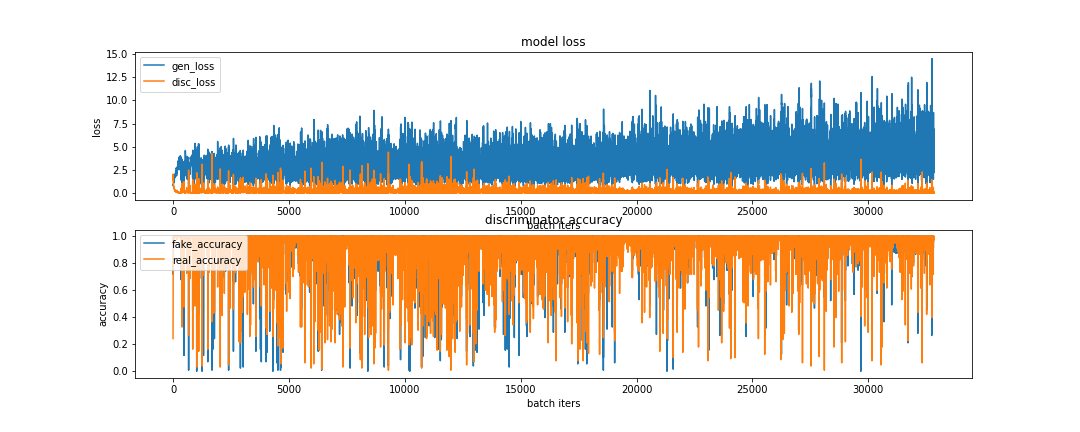 model loss
15.0
12.5
10.0
7.5
5.0
2.5
0.0
loss
gen_loss
disc_loss
0 5000 10000 15000 20000 25000 30000
batch iters
discriminator accuracy
1.0
0.8
0.6
0.4
0.2
0.0
accuracy
fake_accuracy
real_accuracy
0 5000 10000 15000 20000 25000 30000
batch iters